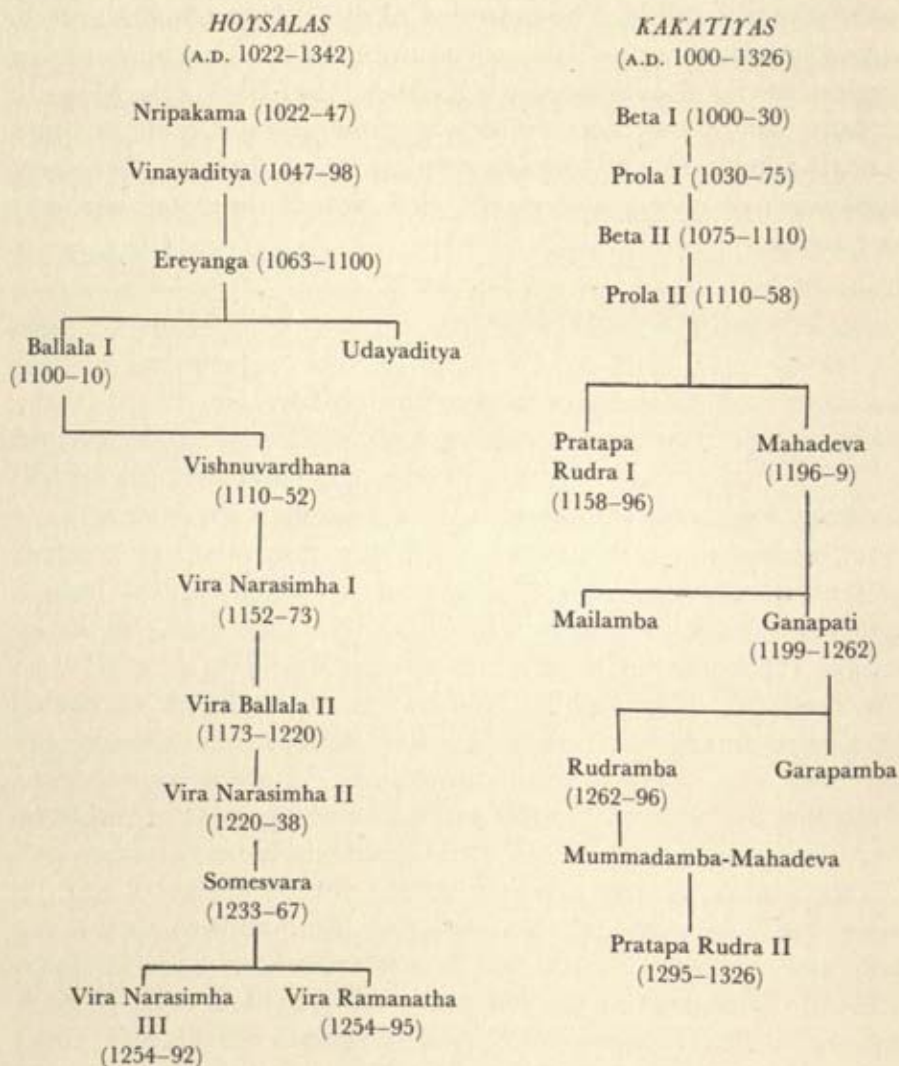 HOYSALAS
(A.D. 1022–1342)
Nripakama (1022–47)
Vinayaditya (1047–98)
Ereyanga (1063–1100)
Ballala I
(1100–10)
Udayaditya
Vishnuvardhana
(1110–52)
Vira Narasimha I
(1152–73)
Vira Ballala II
(1173–1220)
Vira Narasimha II
(1220–38)
Somesvara
(1233–67)
Vira Narasimha
III
(1254–92)
Vira Ramanatha
(1254–95)
KAKATIYAS
(A.D. 1000–1326)
Beta I (1000–30)
Prola I (1030–75)
Beta II (1075–1110)
Prola II (1110–58)
Pratapa
Rudra I
(1158–96)
Mahadeva
(1196–9)
Mailamba
Ganapati
(1199–1262)
Rudramba
(1262–96)
Garapamba
Mummadamba-Mahadeva
Pratapa Rudra II
(1295–1326)